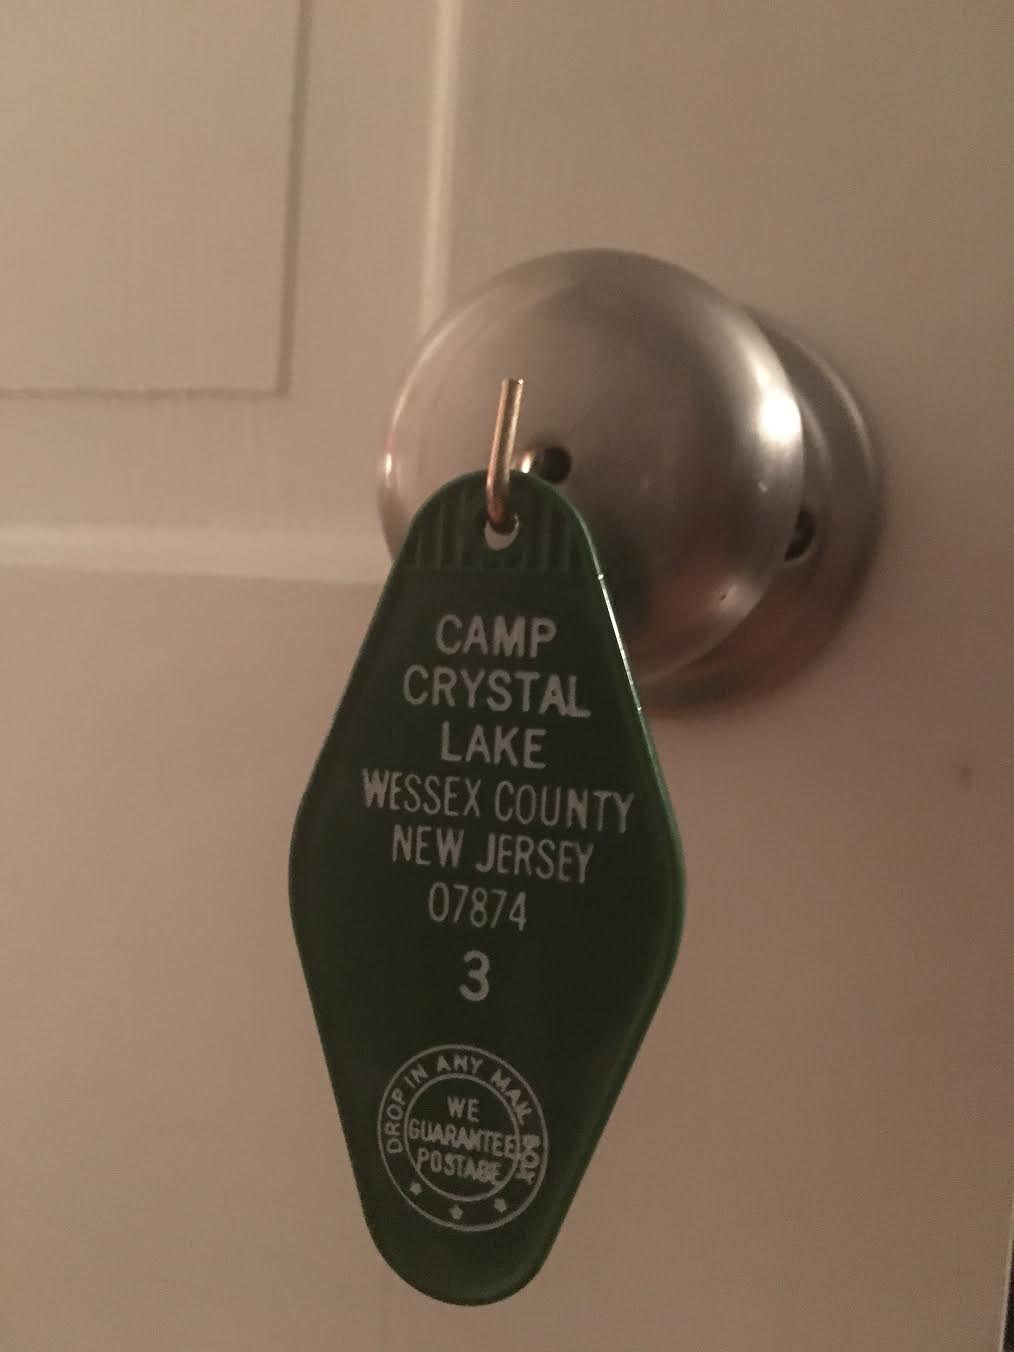 CAMP
CRYSTAL
LAKE
WESSEX COUNTY
NEW JERSEY
07874
3
DROP IN ANY MAIL BOX
WE
GUARANTEE
POSTAGE